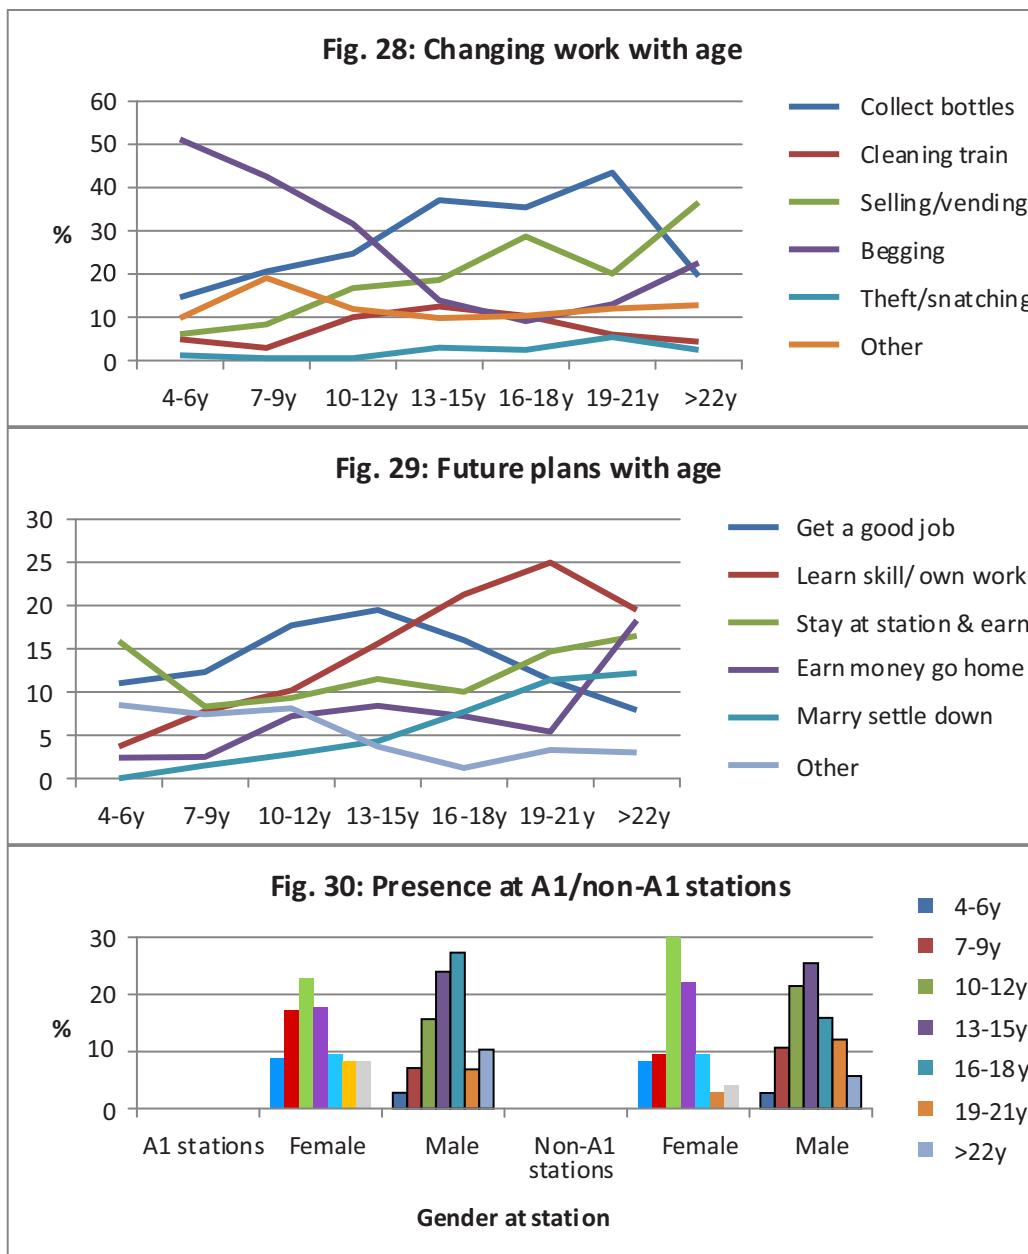 Fig. 28: Changing work with age
60
50
40
30
20
10
0
%
4-6y 7-9y 10-12y 13-15y 16-18y 19-21y >22y
Collect bottles
Cleaning train
Selling/vending
Begging
Theft/snatching
Other
Fig. 29: Future plans with age
30
25
20
15
10
5
0
4-6y 7-9y 10-12y 13-15y 16-18y 19-21y >22y
Get a good job
Learn skill/ own work
Stay at station & earn
Earn money go home
Marry settle down
Other
Fig. 30: Presence at A1/non-A1 stations
30
20
10
0
%
A1 stations Female Male Non-A1 stations Female Male
Gender at station
4-6y
7-9y
10-12y
13-15y
16-18y
19-21y
>22y